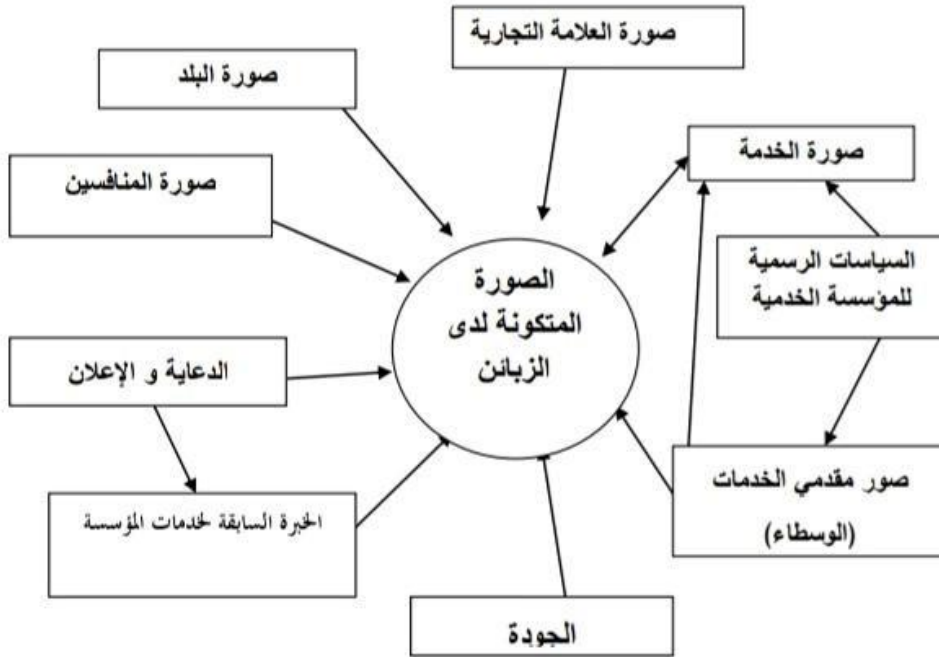 صورة العلامة التجارية
صورة البلد
صورة الخدمة
صورة المنافسين
السياسات الرسمية
للمؤسسة الخدمية
الصورة
المتكونة لدى
الزبائن
الدعاية و الإعلان
صور مقدمي الخدمات
(الوسطاء)
الخبرة السابقة لخدمات المؤسسة
الجودة